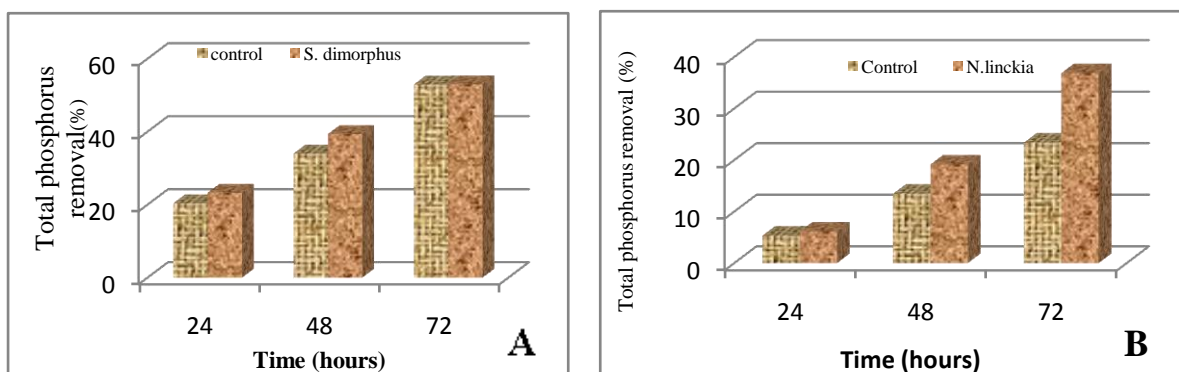 control S. dimorphus
Total phosphorus
removal(%)
60
40
20
0
24 48 72
Time (hours)
A
Control N.linckia
Total phosphorus removal (%)
40
30
20
10
0
24 48 72
Time (hours)
B